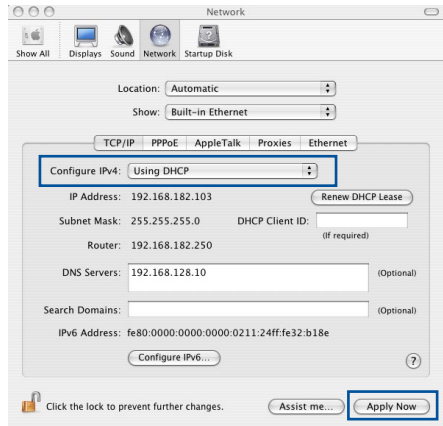 Network
Show All Displays Sound Network Startup Disk
Location: Automatic
Show: Built-in Ethernet
TCP/IP PPPoE AppleTalk Proxies Ethernet
Configure IPv4: Using DHCP
IP Address: 192.168.182.103 Renew DHCP Lease
Subnet Mask: 255.255.255.0 DHCP Client ID:
(If required)
Router: 192.168.182.250
DNS Servers: 192.168.128.10 (Optional)
Search Domains: (Optional)
IPv6 Address: fe80:0000:0000:0000:0211:24ff:fe32:b18e
Configure IPv6...
?
Click the lock to prevent further changes. Assist me... Apply Now